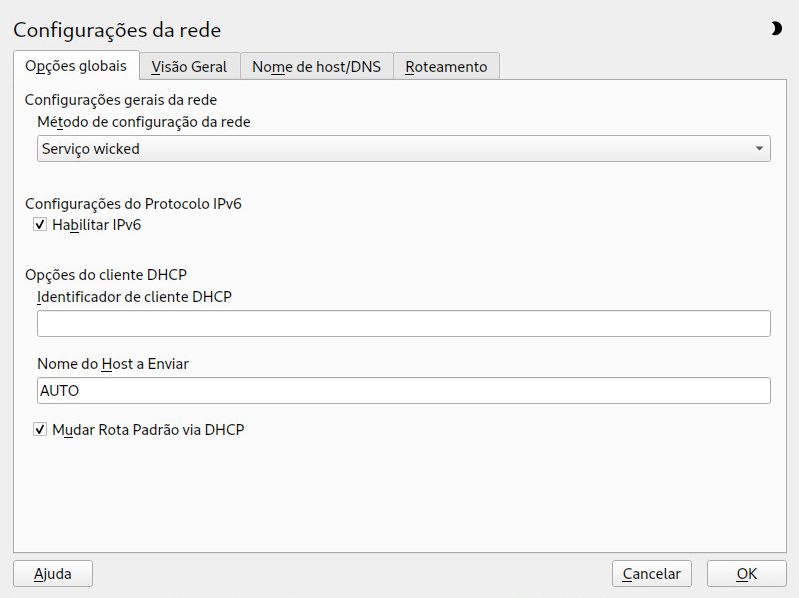 Configurações da rede
Opções globais Visão Geral Nome de host/DNS Roteamento
Configurações gerais da rede
Método de configuração da rede
Serviço wicked
Configurações do Protocolo IPv6
Habilitar IPv6
Opções do cliente DHCP
Identificador de cliente DHCP
Nome do Host a Enviar
AUTO
Mudar Rota Padrão via DHCP
Ajuda Cancelar OK